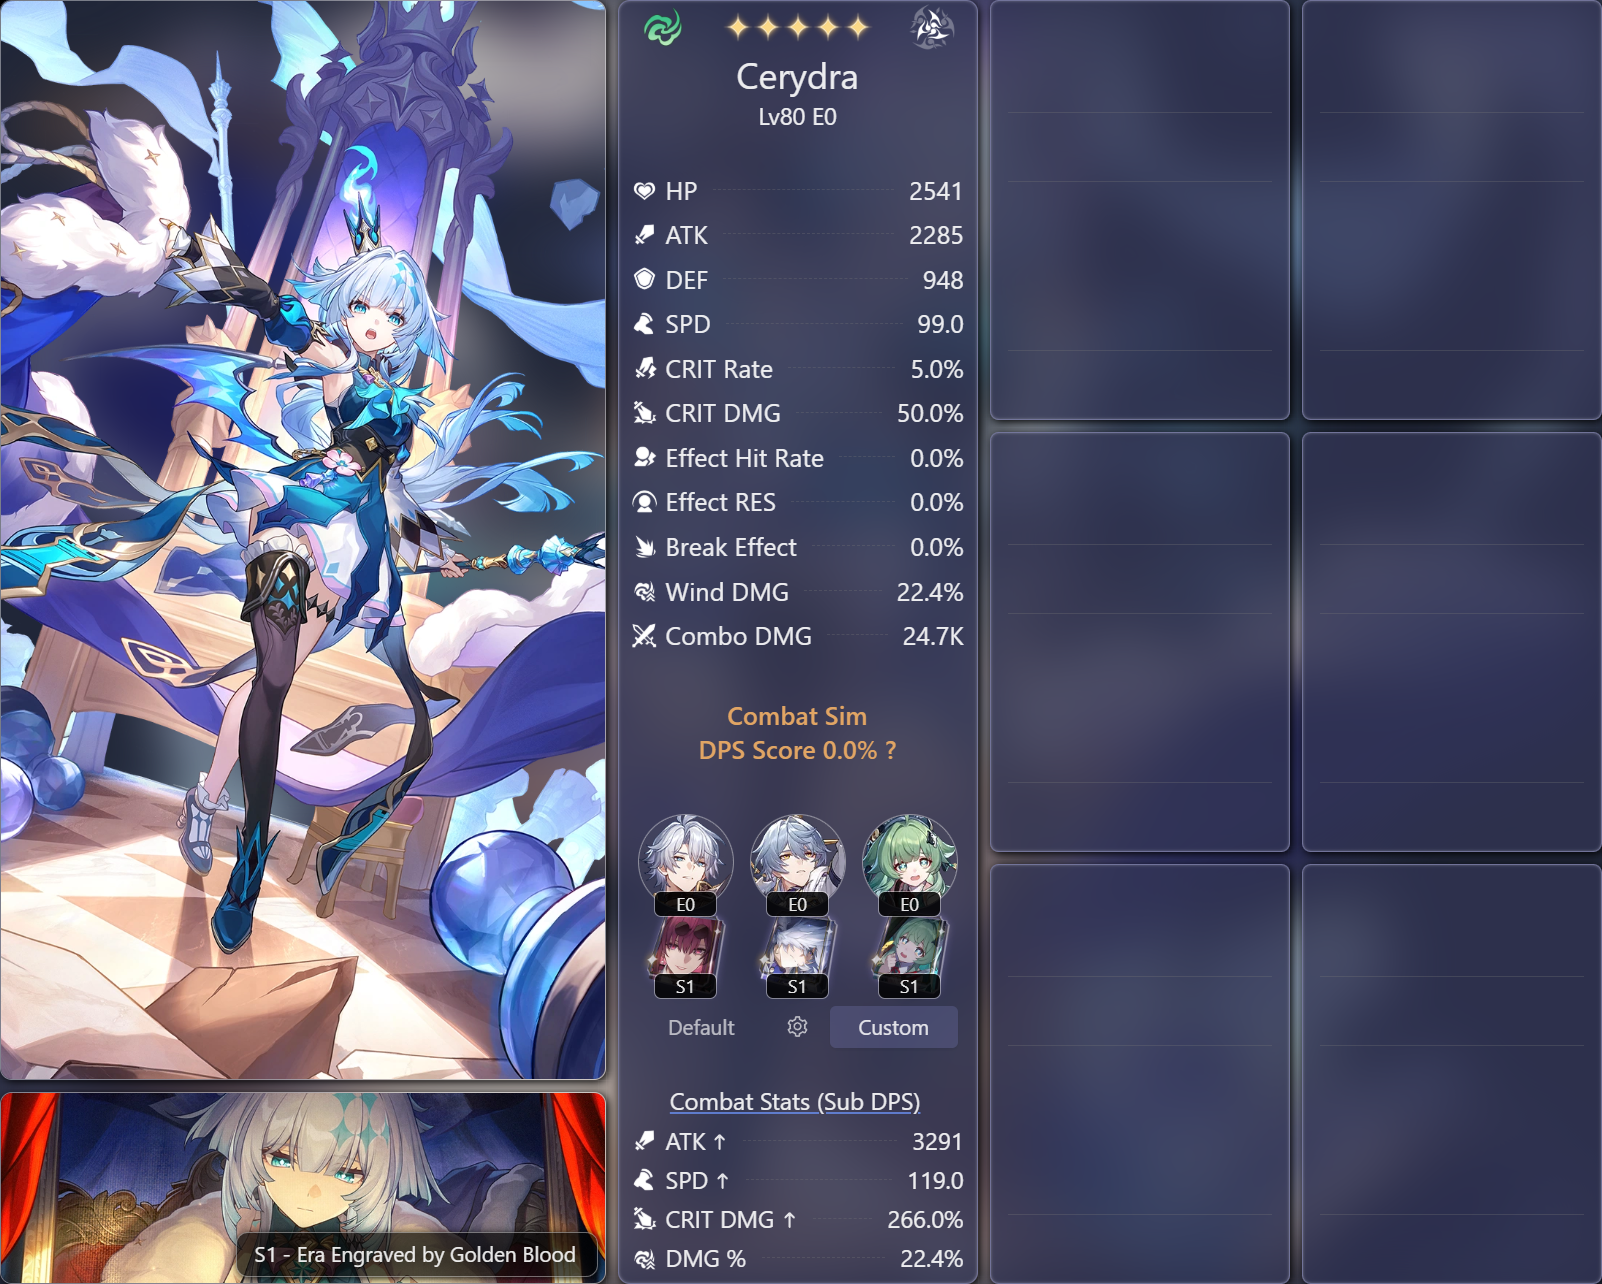 Cerydra
Lv80 E0
HP 2541
ATK 2285
DEF 948
SPD 99.0
CRIT Rate 5.0%
CRIT DMG 50.0%
Effect Hit Rate 0.0%
Effect RES 0.0%
Break Effect 0.0%
Wind DMG 22.4%
Combo DMG 24.7K
Combat Sim
DPS Score 0.0% ?
E0 E0 E0
S1 S1 S1
Default Custom
Combat Stats (Sub DPS)
ATK ↑ 3291
SPD ↑ 119.0
CRIT DMG ↑ 266.0%
DMG % 22.4%
S1 - Era Engraved by Golden Blood